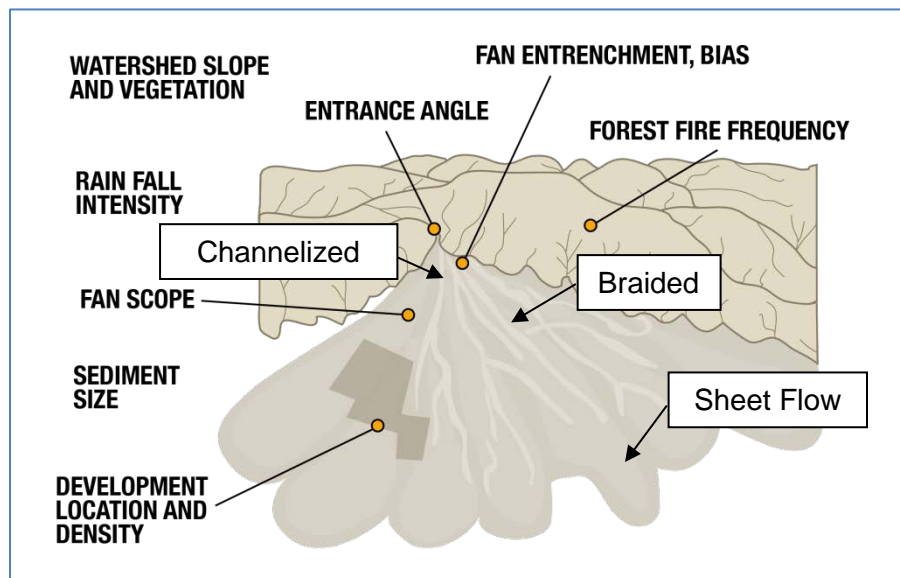 WATERSHED SLOPE
AND VEGETATION
FAN ENTRENCHMENT, BIAS
ENTRANCE ANGLE
FOREST FIRE FREQUENCY
RAIN FALL
INTENSITY
Channelized
Braided
FAN SCOPE
SEDIMENT
SIZE
Sheet Flow
DEVELOPMENT
LOCATION AND
DENSITY